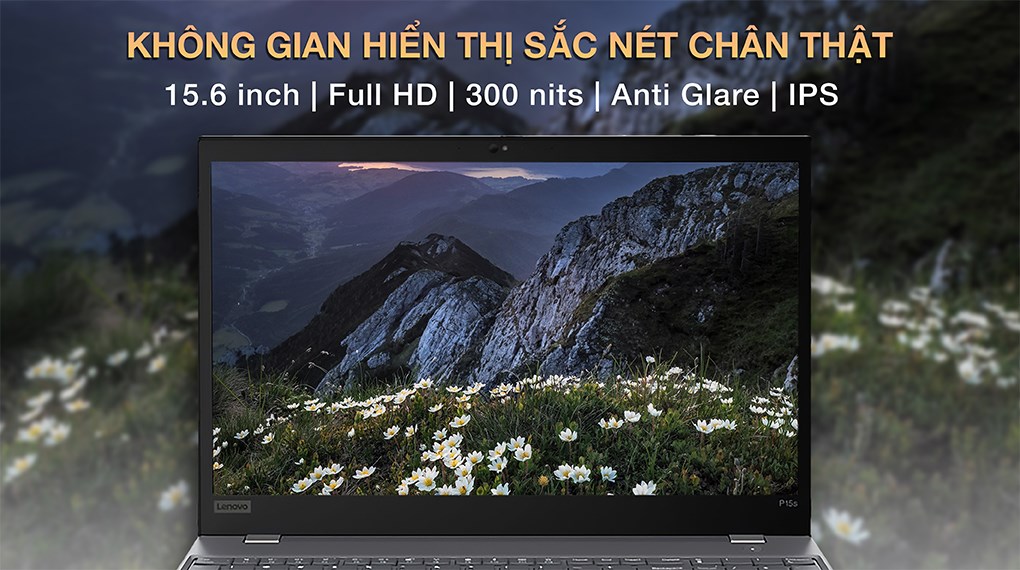 KHÔNG GIAN HIỂN THỊ SẮC NÉT CHÂN THẬT
15.6 inch | Full HD | 300 nits | Anti Glare | IPS
Lenovo
P15s